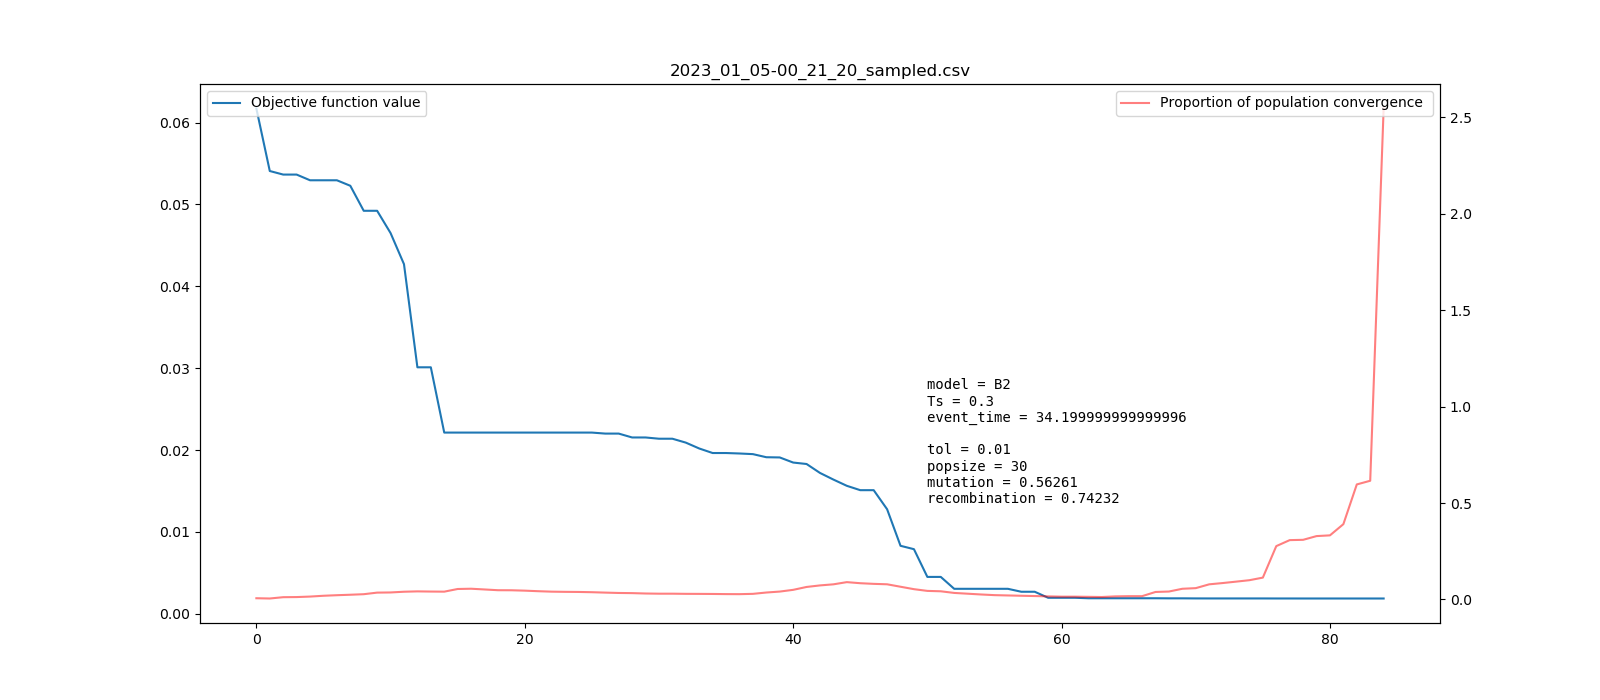 2023_01_05-00_21_20_sampled.csv
Objective function value
Proportion of population convergence
0.06
0.05
0.04
0.03
0.02
0.01
0.00
2.5
2.0
1.5
1.0
0.5
0.0
model = B2
Ts = 0.3
event_time = 34.199999999999996
tol = 0.01
popsize = 30
mutation = 0.56261
recombination = 0.74232
0 20 40 60 80